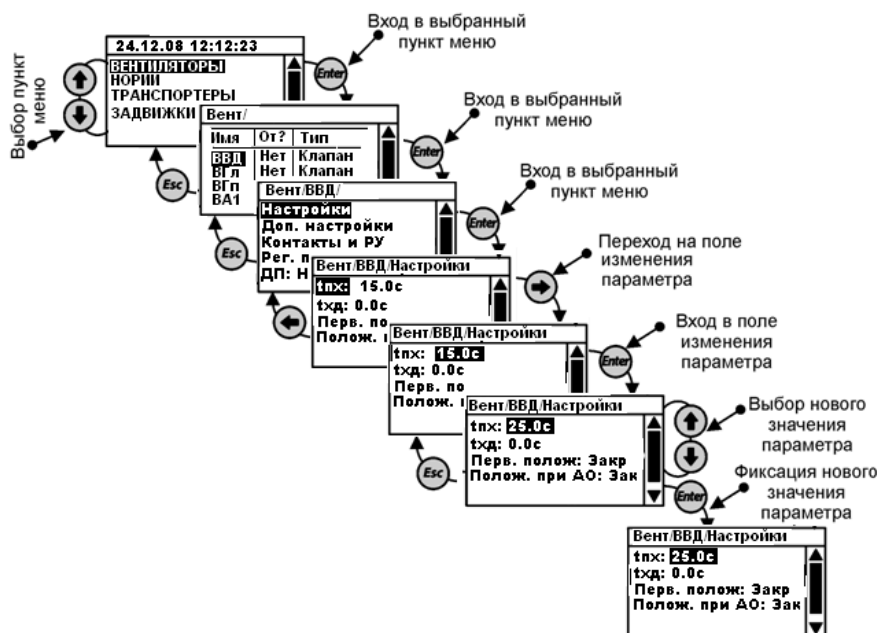 24.12.08 12:12:23
ВЕНТИЛЯТОРЫ
НОРИИ
ТРАНСПОРТЕРЫ
ЗАДВИЖКИ
Выбор пункт
меню
Enter
Вход в выбранный
пункт меню
Esc
Вент/
Имя От? Тип
ВВД Нет Клапан
ВГл Нет Клапан
ВГп
ВА1
Enter
Вход в выбранный
пункт меню
Esc
Вент/ВВД/
Настройки
Доп. настройки
Контакты и РУ
Рег. п
ДП: Н
Enter
Вход в выбранный
пункт меню
Вент/ВВД/Настройки
tпх: 15.0с
tхд: 0.0с
Перв. по
Полож.
Переход на поле
изменения
параметра
Вент/ВВД/Настройки
tпх: 15.0с
tхд: 0.0с
Перв. по
Полож.
Enter
Вход в поле
изменения
параметра
Esc
Вент/ВВД/Настройки
tпх: 25.0с
tхд: 0.0с
Перв. полож: Закр
Полож. при АО: Зак
Выбор нового
значения
параметра
Enter
Фиксация нового
значения
параметра
Вент/ВВД/Настройки
tпх: 25.0с
tхд: 0.0с
Перв. полож: Закр
Полож. при АО: Зак